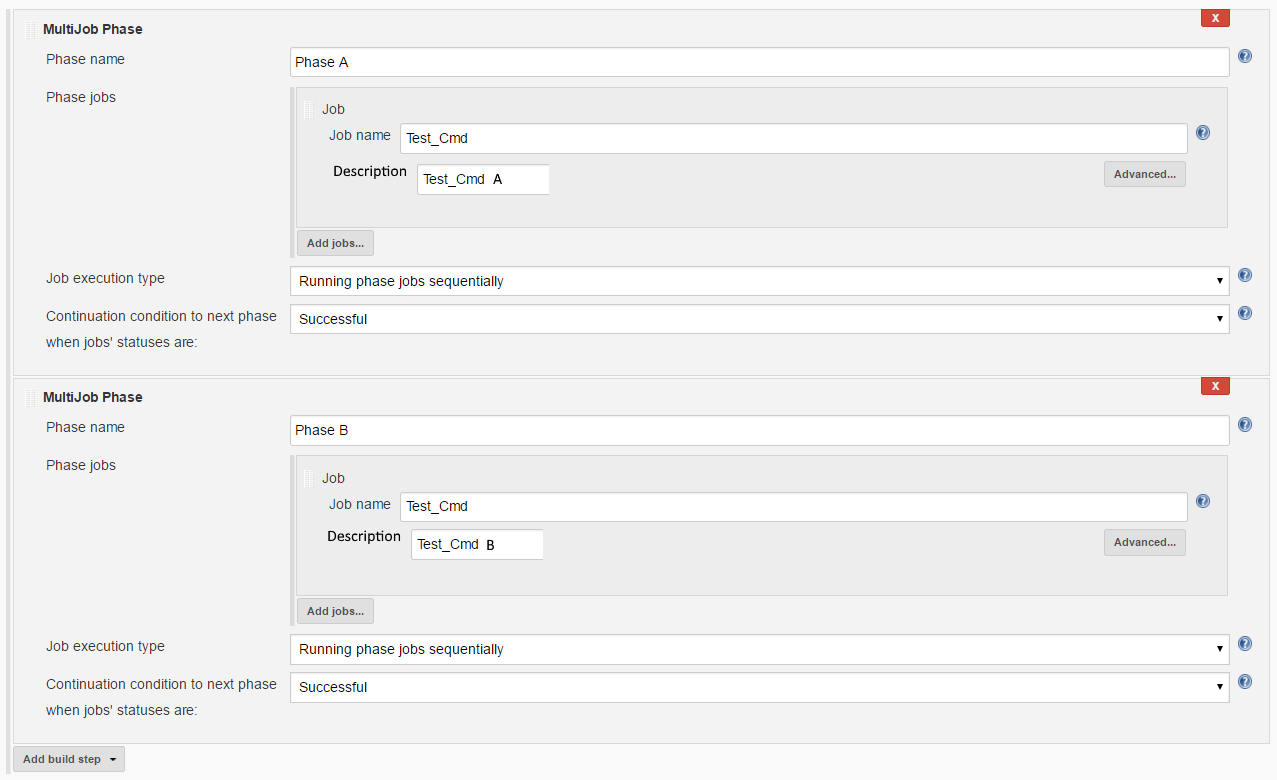 MultiJob Phase
X
Phase name
Phase A
?
Phase jobs
Job
Job name
Test_Cmd
?
Description
Test_Cmd A
Advanced...
Add jobs...
Job execution type
Running phase jobs sequentially
?
Continuation condition to next phase
when jobs' statuses are:
Successful
?
MultiJob Phase
X
Phase name
Phase B
?
Phase jobs
Job
Job name
Test_Cmd
?
Description
Test_Cmd B
Advanced...
Add jobs...
Job execution type
Running phase jobs sequentially
?
Continuation condition to next phase
when jobs' statuses are:
Successful
?
Add build step